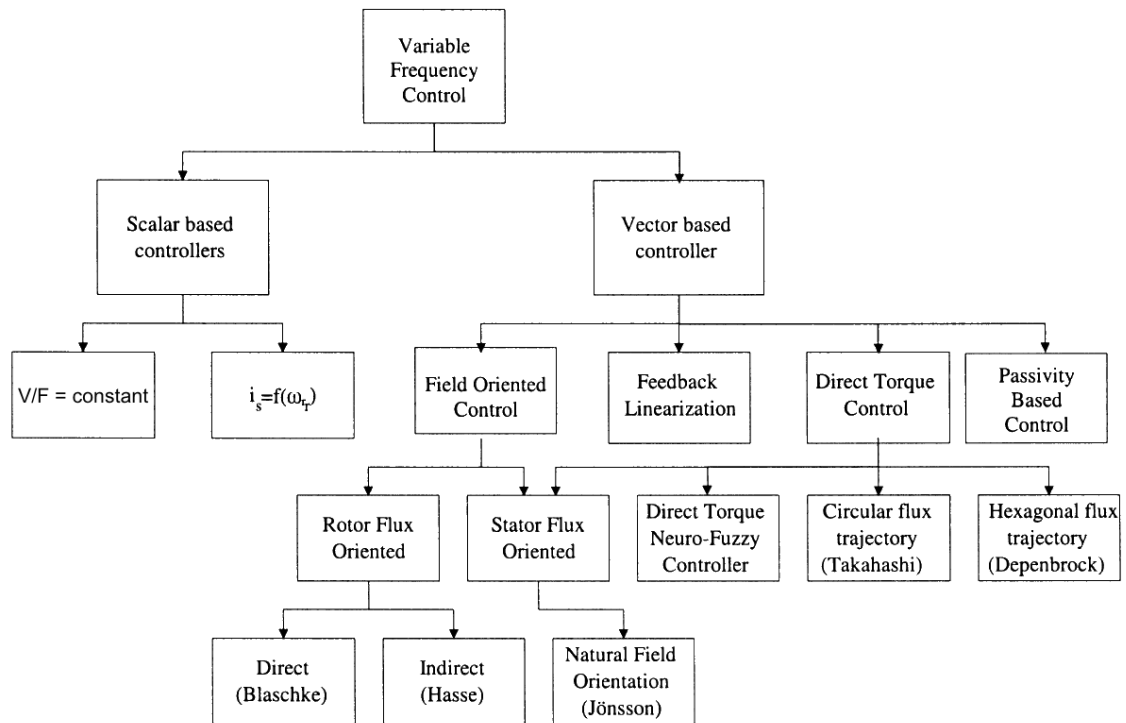 Variable
Frequency
Control
Scalar based
controllers
Vector based
controller
V/F = constant
i_s=f(ω_r_r)
Field Oriented
Control
Feedback
Linearization
Direct Torque
Control
Passivity
Based
Control
Rotor Flux
Oriented
Stator Flux
Oriented
Direct Torque
Neuro-Fuzzy
Controller
Circular flux
trajectory
(Takahashi)
Hexagonal flux
trajectory
(Depenbrock)
Direct
(Blaschke)
Indirect
(Hasse)
Natural Field
Orientation
(Jönsson)